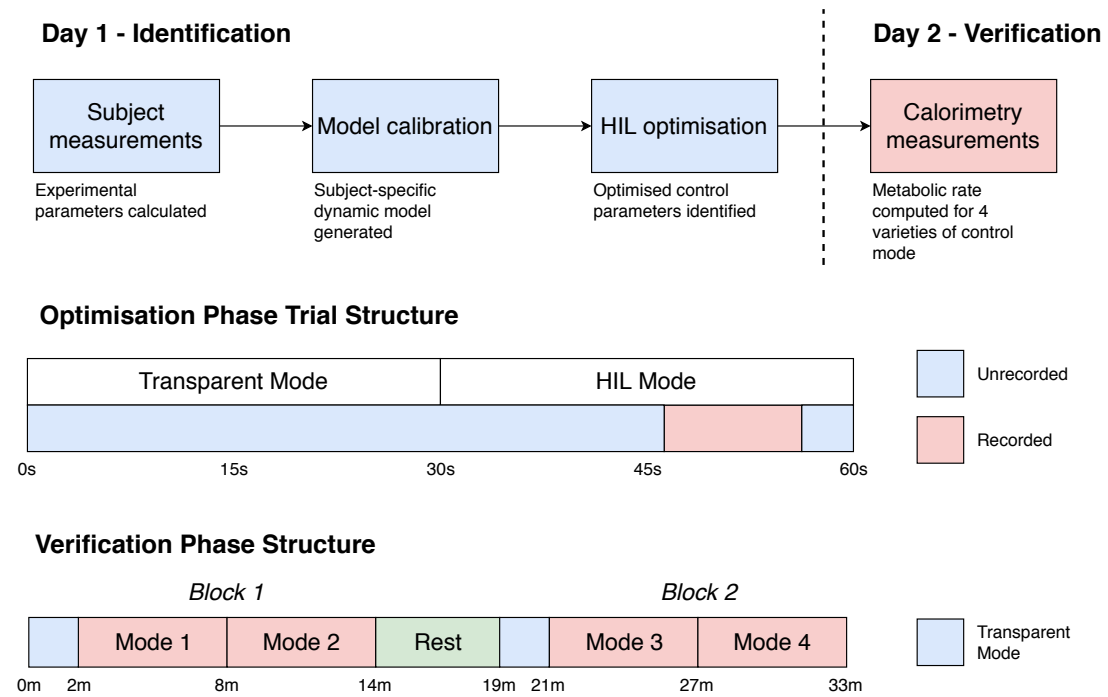 Day 1 - Identification
Day 2 - Verification
Subject
measurements
Model calibration
HIL optimisation
Calorimetry
measurements
Experimental
parameters calculated
Subject-specific
dynamic model
generated
Optimised control
parameters identified
Metabolic rate
computed for 4
varieties of control
mode
Optimisation Phase Trial Structure
Transparent Mode
HIL Mode
Unrecorded
Recorded
0s
15s
30s
45s
60s
Verification Phase Structure
Block 1
Block 2
Mode 1
Mode 2
Rest
Mode 3
Mode 4
Transparent
Mode
0m
2m
8m
14m
19m
21m
27m
33m